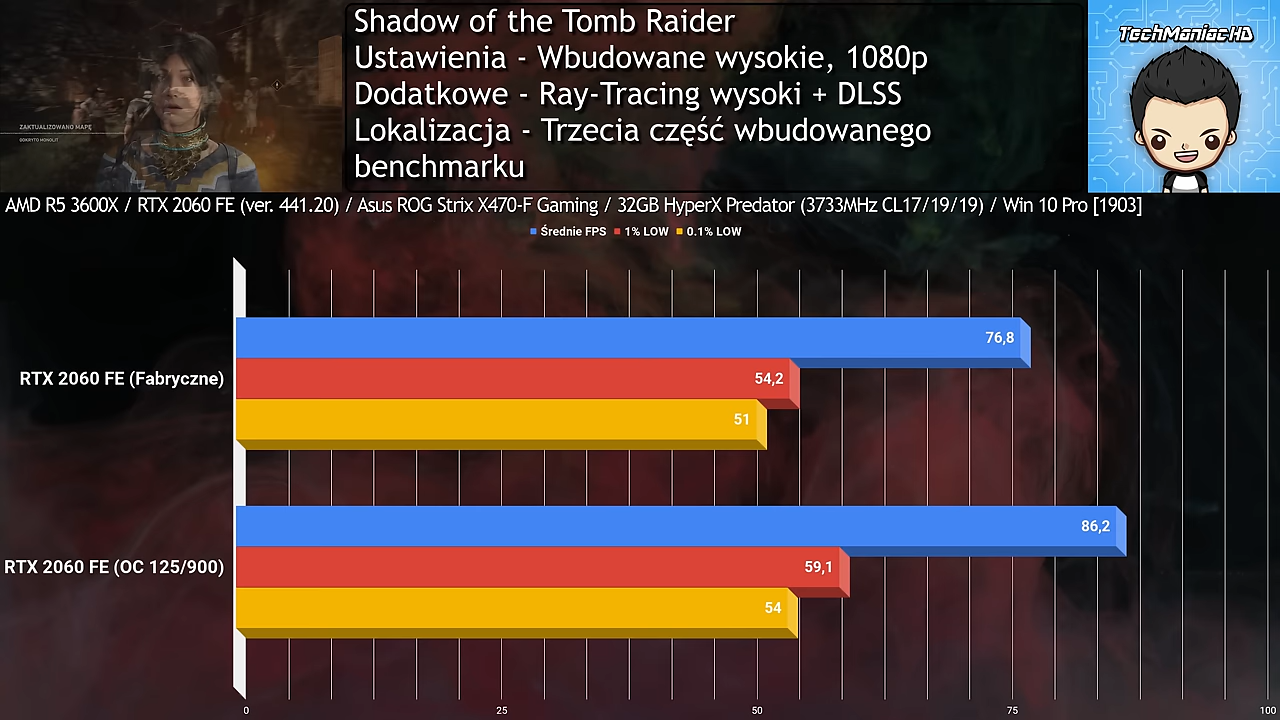 Shadow of the Tomb Raider
Ustawienia - Wbudowane wysokie, 1080p
Dodatkowe - Ray-Tracing wysoki + DLSS
Lokalizacja - Trzecia część wbudowanego
benchmarku
TechManiacHD
ZAKTUALIZOWANO MAPĘ
ODKRYTO MONOLIT
AMD R5 3600X / RTX 2060 FE (ver. 441.20) / Asus ROG Strix X470-F Gaming / 32GB HyperX Predator (3733MHz CL17/19/19) / Win 10 Pro [1903]
Średnie FPS 1% LOW 0.1% LOW
RTX 2060 FE (Fabryczne)
76,8
54,2
51
RTX 2060 FE (OC 125/900)
86,2
59,1
54
0 25 50 75 100